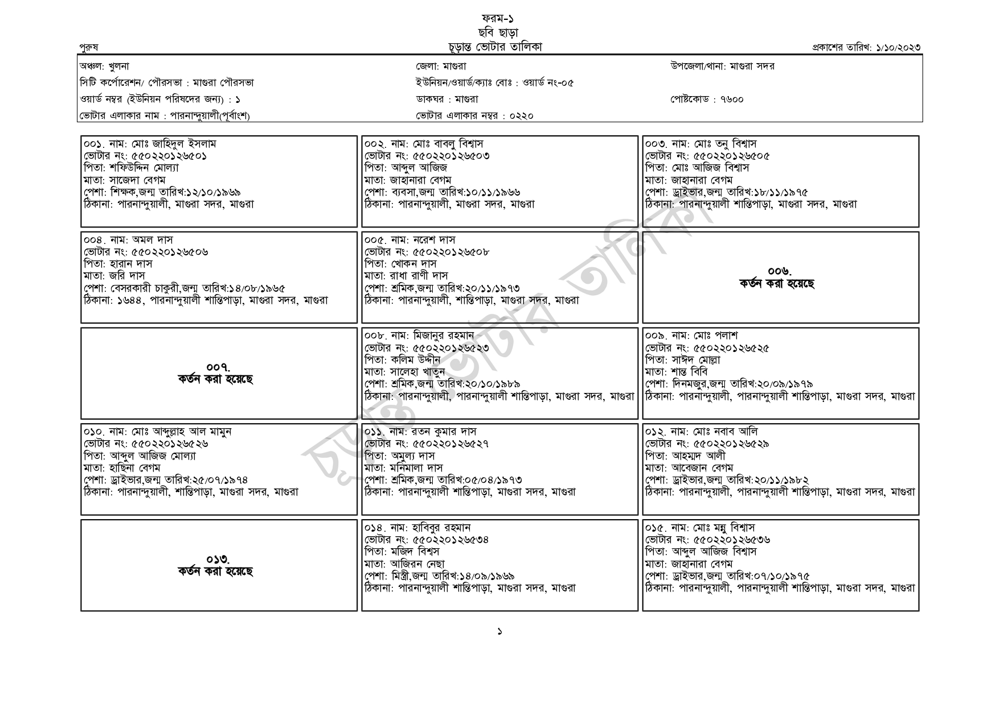 ফরম-১
ছবি ছাড়া
পুরুষ চূড়ান্ত ভোটার তালিকা প্রকাশের তারিখ: ১/১০/২০২৩
অঞ্চল: খুলনা জেলা: মাগুরা উপজেলা/থানা: মাগুরা সদর
সিটি কর্পোরেশন/ পৌরসভা : মাগুরা পৌরসভা ইউনিয়ন/ওয়ার্ড/ক্যাঃ বোঃ : ওয়ার্ড নং-০৫
ওয়ার্ড নম্বর (ইউনিয়ন পরিষদের জন্য) : ১ ডাকঘর : মাগুরা পোষ্টকোড : ৭৬০০
ভোটার এলাকার নাম : পারনান্দুয়ালী(পূর্বাংশ) ভোটার এলাকার নম্বর : ০২২০
০০১. নাম: মোঃ জাহিদুল ইসলাম
ভোটার নং: ৫৫০২২০১২৬৫০১
পিতা: শফিউদ্দিন মোল্যা
মাতা: সাজেদা বেগম
পেশা: শিক্ষক,জন্ম তারিখ:১২/১০/১৯৬৯
ঠিকানা: পারনান্দুয়ালী, মাগুরা সদর, মাগুরা
০০২. নাম: মোঃ বাবলু বিশ্বাস
ভোটার নং: ৫৫০২২০১২৬৫০৩
পিতা: আব্দুল আজিজ
মাতা: জাহানারা বেগম
পেশা: ব্যবসা,জন্ম তারিখ:১০/১১/১৯৬৬
ঠিকানা: পারনান্দুয়ালী, মাগুরা সদর, মাগুরা
০০৩. নাম: মোঃ তনু বিশ্বাস
ভোটার নং: ৫৫০২২০১২৬৫০৫
পিতা: মোঃ আজিজ বিশ্বাস
মাতা: জাহানারা বেগম
পেশা: ড্রাইভার,জন্ম তারিখ:১৮/১১/১৯৭৫
ঠিকানা: পারনান্দুয়ালী শান্তিপাড়া, মাগুরা সদর, মাগুরা
০০৪. নাম: অমল দাস
ভোটার নং: ৫৫০২২০১২৬৫০৬
পিতা: হারান দাস
মাতা: জরি দাস
পেশা: বেসরকারী চাকুরী,জন্ম তারিখ:১৪/০৮/১৯৬৫
ঠিকানা: ১৬৪৪, পারনান্দুয়ালী শান্তিপাড়া, মাগুরা সদর, মাগুরা
০০৫. নাম: নরেশ দাস
ভোটার নং: ৫৫০২২০১২৬৫০৮
পিতা: খোকন দাস
মাতা: রাধা রাণী দাস
পেশা: শ্রমিক,জন্ম তারিখ:২০/১১/১৯৭৩
ঠিকানা: পারনান্দুয়ালী, শান্তিপাড়া, মাগুরা সদর, মাগুরা
০০৬.
কর্তন করা হয়েছে
০০৭.
কর্তন করা হয়েছে
০০৮. নাম: মিজানুর রহমান
ভোটার নং: ৫৫০২২০১২৬৫২৩
পিতা: কলিম উদ্দীন
মাতা: সালেহা খাতুন
পেশা: শ্রমিক,জন্ম তারিখ:২০/১০/১৯৮৯
ঠিকানা: পারনান্দুয়ালী, পারনান্দুয়ালী শান্তিপাড়া, মাগুরা সদর, মাগুরা
০০৯. নাম: মোঃ পলাশ
ভোটার নং: ৫৫০২২০১২৬৫২৫
পিতা: সাঈদ মোল্লা
মাতা: শান্ত বিবি
পেশা: দিনমজুর,জন্ম তারিখ:২০/০৯/১৯৭৯
ঠিকানা: পারনান্দুয়ালী, পারনান্দুয়ালী শান্তিপাড়া, মাগুরা সদর, মাগুরা
০১০. নাম: মোঃ আব্দুল্লাহ আল মামুন
ভোটার নং: ৫৫০২২০১২৬৫২৬
পিতা: আব্দুল আজিজ মোল্যা
মাতা: হাছিনা বেগম
পেশা: ড্রাইভার,জন্ম তারিখ:২৫/০৭/১৯৭৪
ঠিকানা: পারনান্দুয়ালী, শান্তিপাড়া, মাগুরা সদর, মাগুরা
০১১. নাম: রতন কুমার দাস
ভোটার নং: ৫৫০২২০১২৬৫২৭
পিতা: অমুল্য দাস
মাতা: মনিমালা দাস
পেশা: শ্রমিক,জন্ম তারিখ:০৫/০৪/১৯৭৩
ঠিকানা: পারনান্দুয়ালী শান্তিপাড়া, মাগুরা সদর, মাগুরা
০১২. নাম: মোঃ নবাব আলি
ভোটার নং: ৫৫০২২০১২৬৫২৯
পিতা: আহম্মদ আলী
মাতা: আবেজান বেগম
পেশা: ড্রাইভার,জন্ম তারিখ:২০/১১/১৯৮২
ঠিকানা: পারনান্দুয়ালী, পারনান্দুয়ালী শান্তিপাড়া, মাগুরা সদর, মাগুরা
০১৩.
কর্তন করা হয়েছে
০১৪. নাম: হাবিবুর রহমান
ভোটার নং: ৫৫০২২০১২৬৫৩৪
পিতা: মজিদ বিশ্বস
মাতা: আজিরন নেছা
পেশা: মিস্ত্রী,জন্ম তারিখ:১৪/০৯/১৯৬৯
ঠিকানা: পারনান্দুয়ালী শান্তিপাড়া, মাগুরা সদর, মাগুরা
০১৫. নাম: মোঃ মন্নু বিশ্বাস
ভোটার নং: ৫৫০২২০১২৬৫৩৬
পিতা: আব্দুল আজিজ বিশ্বাস
মাতা: জাহানারা বেগম
পেশা: ড্রাইভার,জন্ম তারিখ:০৭/১০/১৯৭৫
ঠিকানা: পারনান্দুয়ালী, পারনান্দুয়ালী শান্তিপাড়া, মাগুরা সদর, মাগুরা
চূড়ান্ত ভোটার তালিকা
১